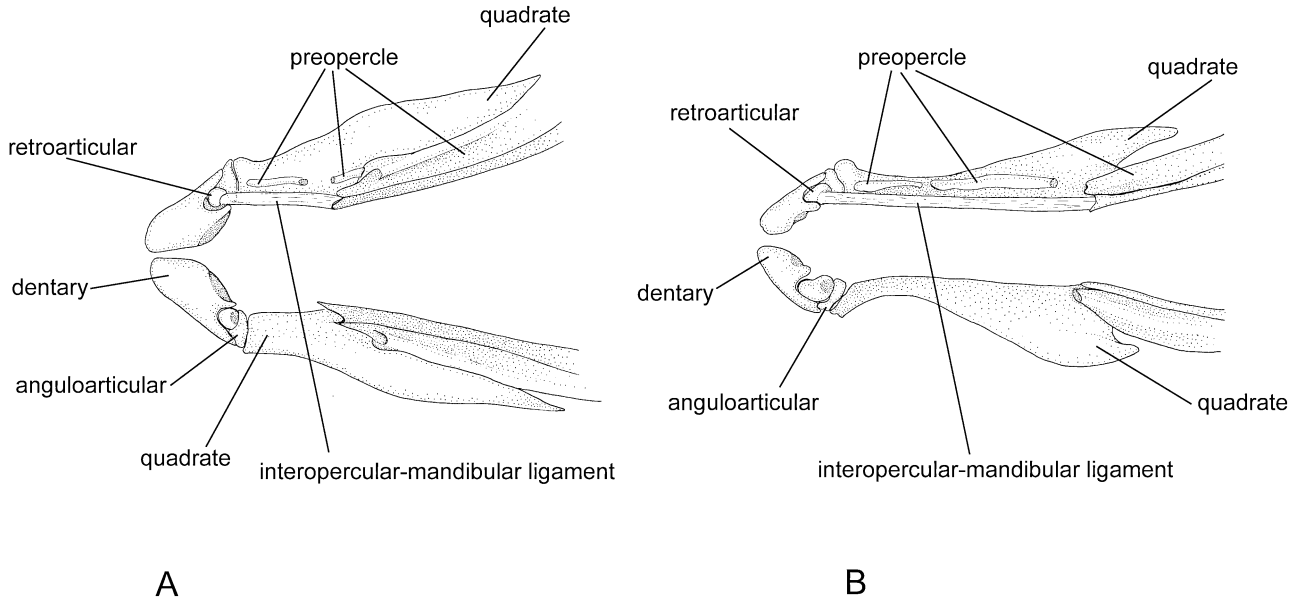 quadrate
preopercle
retroarticular
dentary
anguloarticular
quadrate
interopercular-mandibular ligament
A
preopercle
quadrate
retroarticular
dentary
anguloarticular
quadrate
interopercular-mandibular ligament
B